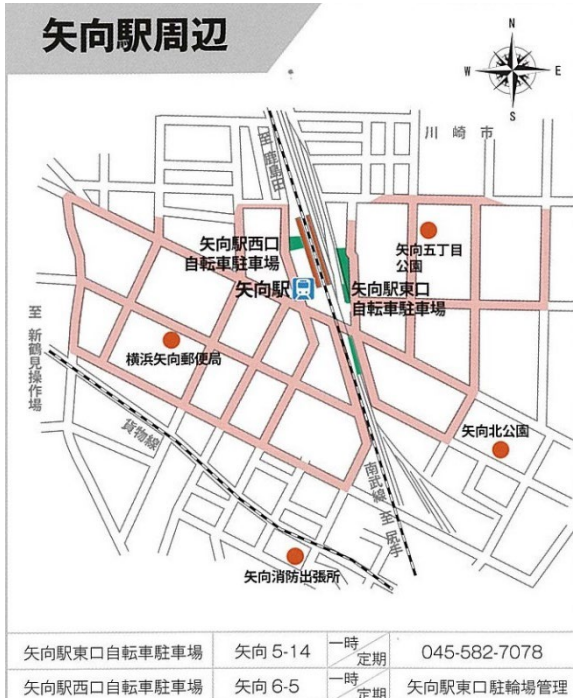 矢向駅周辺
N
W
E
S
川崎市
至 鹿島田
矢向駅西口
自転車駐車場
矢向五丁目
公園
矢向駅
矢向駅東口
自転車駐車場
至 新鶴見操作場
横浜矢向郵便局
貨物線
矢向北公園
南武線 至 尻手
矢向消防出張所
矢向駅東口自転車駐車場 矢向 5-14 一時/定期 045-582-7078
矢向駅西口自転車駐車場 矢向 6-5 一時/定期 矢向駅東口駐輪場管理